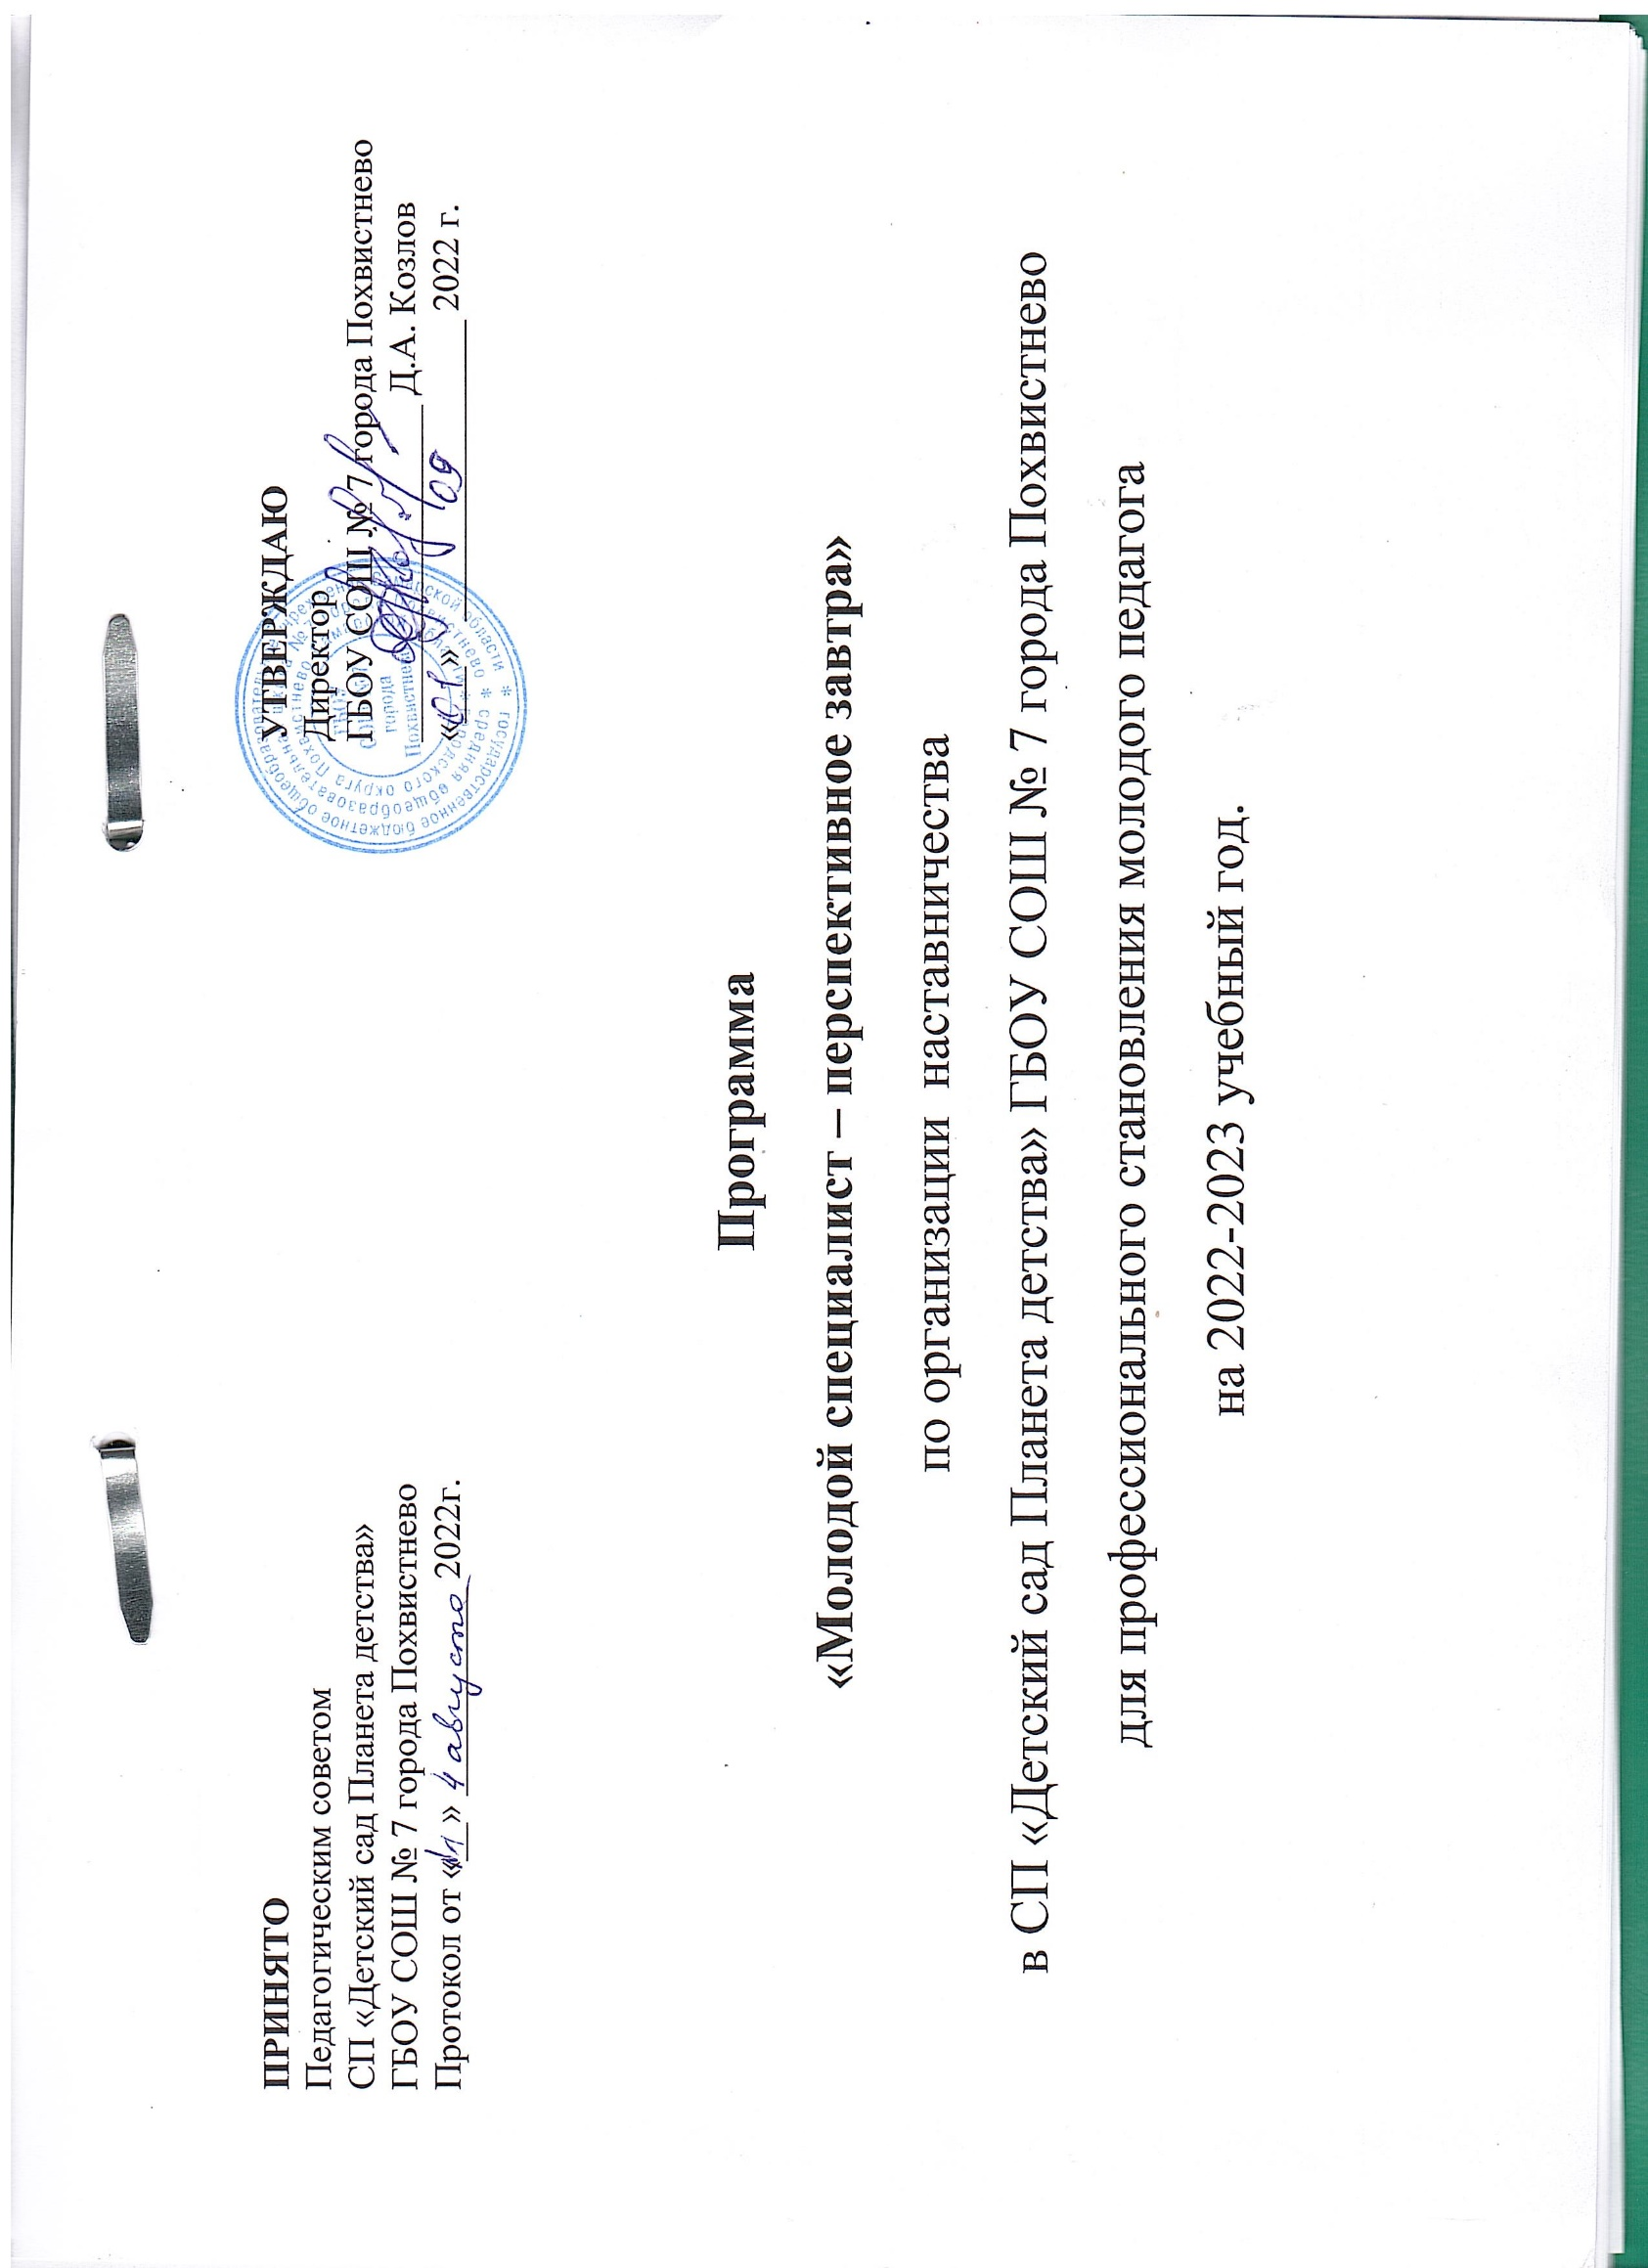 ПРИНЯТО
Педагогическим советом
СП «Детский сад Планета детства»
ГБОУ СОШ № 7 города Похвистнево
Протокол от « » 4 августа 2022г.
УТВЕРЖДАЮ
Директор
ГБОУ СОШ № 7 города Похвистнево
Д.А. Козлов
«01» 09 2022 г.
Программа
«Молодой специалист – перспективное завтра»
по организации наставничества
в СП «Детский сад Планета детства» ГБОУ СОШ № 7 города Похвистнево
для профессионального становления молодого педагога
на 2022-2023 учебный год.